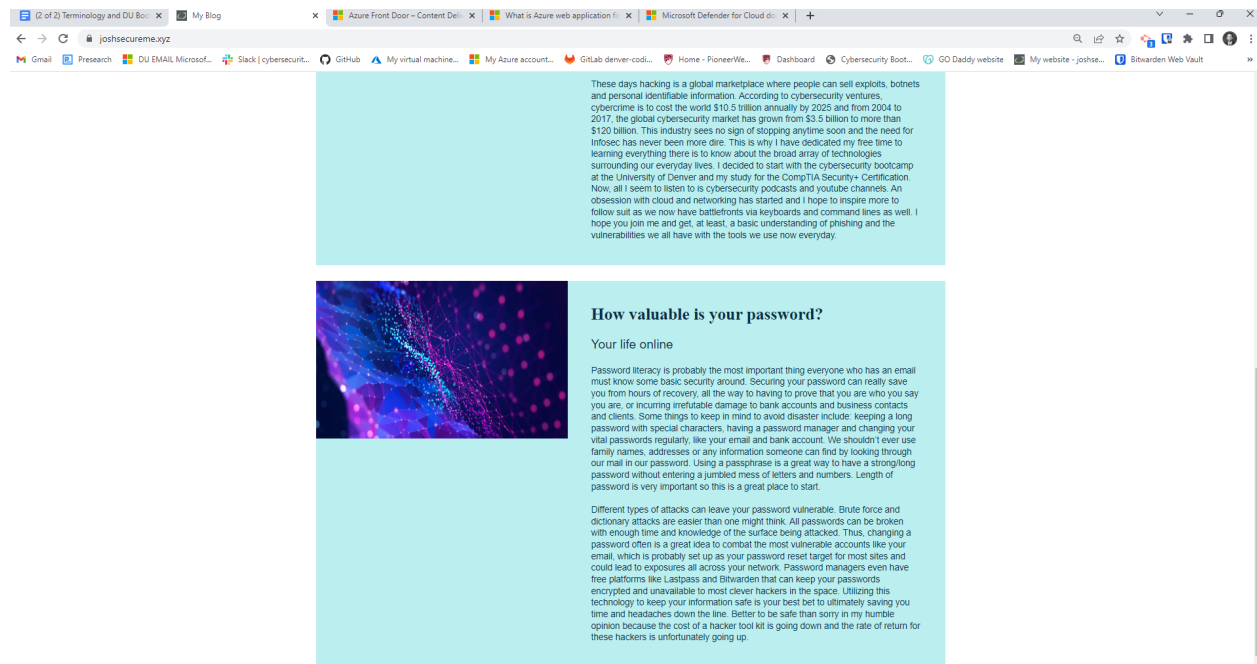 (2 of 2) Terminology and DU Boo
My Blog
Azure Front Door – Content Deli
What is Azure web application fi
Microsoft Defender for Cloud do
joshsecureme.xyz
Gmail
Presearch
DU EMAIL Microsof...
Slack | cybersecurit...
GitHub
My virtual machine...
My Azure account...
GitLab denver-codi...
Home - PioneerWe...
Dashboard
Cybersecurity Boot...
GO Daddy website
My website - joshse...
Bitwarden Web Vault
These days hacking is a global marketplace where people can sell exploits, botnets
and personal identifiable information. According to cybersecurity ventures,
cybercrime is to cost the world $10.5 trillion annually by 2025 and from 2004 to
2017, the global cybersecurity market has grown from $3.5 billion to more than
$120 billion. This industry sees no sign of stopping anytime soon and the need for
Infosec has never been more dire. This is why I have dedicated my free time to
learning everything there is to know about the broad array of technologies
surrounding our everyday lives. I decided to start with the cybersecurity bootcamp
at the University of Denver and my study for the CompTIA Security+ Certification.
Now, all I seem to listen to is cybersecurity podcasts and youtube channels. An
obsession with cloud and networking has started and I hope to inspire more to
follow suit as we now have battlefronts via keyboards and command lines as well. I
hope you join me and get, at least, a basic understanding of phishing and the
vulnerabilities we all have with the tools we use now everyday.
How valuable is your password?
Your life online
Password literacy is probably the most important thing everyone who has an email
must know some basic security around. Securing your password can really save
you from hours of recovery, all the way to having to prove that you are who you say
you are, or incurring irrefutable damage to bank accounts and business contacts
and clients. Some things to keep in mind to avoid disaster include: keeping a long
password with special characters, having a password manager and changing your
vital passwords regularly, like your email and bank account. We shouldn't ever use
family names, addresses or any information someone can find by looking through
our mail in our password. Using a passphrase is a great way to have a strong/long
password without entering a jumbled mess of letters and numbers. Length of
password is very important so this is a great place to start.
Different types of attacks can leave your password vulnerable. Brute force and
dictionary attacks are easier than one might think. All passwords can be broken
with enough time and knowledge of the surface being attacked. Thus, changing a
password often is a great idea to combat the most vulnerable accounts like your
email, which is probably set up as your password reset target for most sites and
could lead to exposures all across your network. Password managers even have
free platforms like Lastpass and Bitwarden that can keep your passwords
encrypted and unavailable to most clever hackers in the space. Utilizing this
technology to keep your information safe is your best bet to ultimately saving you
time and headaches down the line. Better to be safe than sorry in my humble
opinion because the cost of a hacker tool kit is going down and the rate of return for
these hackers is unfortunately going up.